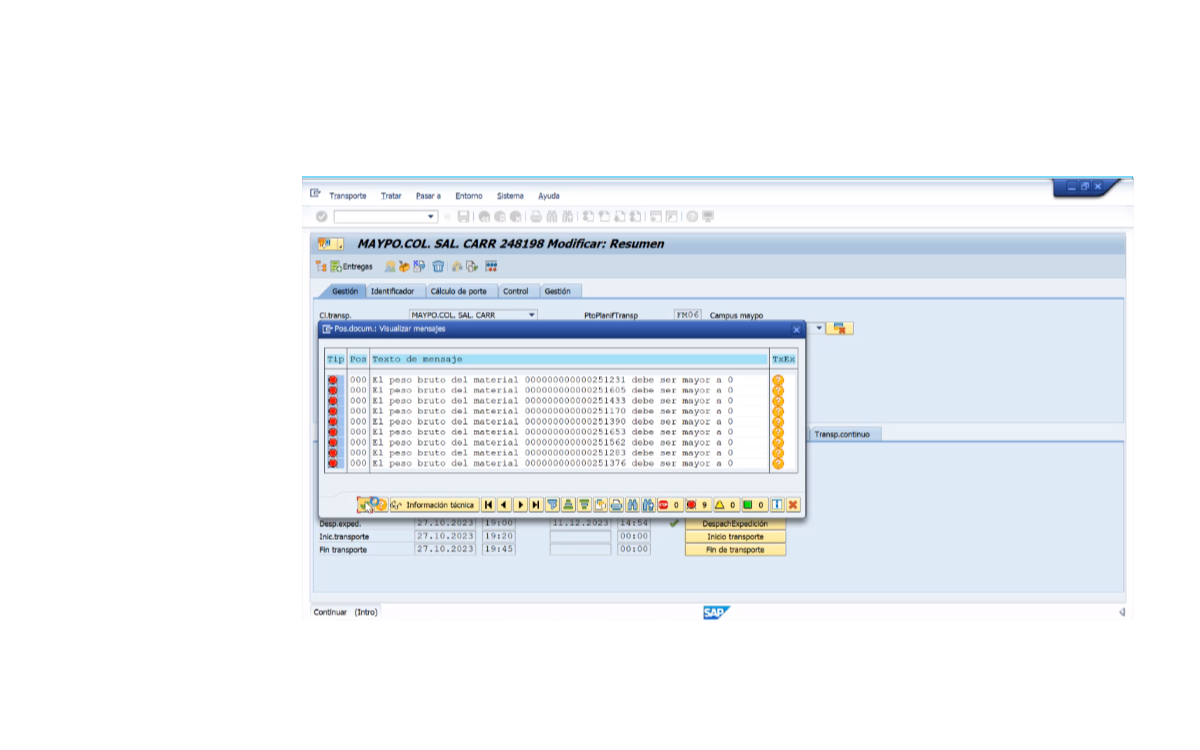 Transporte Tratar Pasar a Entorno Sistema Ayuda
MAYPO.COL. SAL. CARR 248198 Modificar: Resumen
Entregas
Gestión Identificador Cálculo de porte Control Gestión
Cl.transp. MAYPO.COL. SAL. CARR PtoPlanifTransp YM06 Campus maypo
Pos.docum.: Visualizar mensajes
Tip Pos Texto de mensaje TxEx
000 El peso bruto del material 000000000000251231 debe ser mayor a 0
000 El peso bruto del material 000000000000251605 debe ser mayor a 0
000 El peso bruto del material 000000000000251433 debe ser mayor a 0
000 El peso bruto del material 000000000000251170 debe ser mayor a 0
000 El peso bruto del material 000000000000251390 debe ser mayor a 0
000 El peso bruto del material 000000000000251653 debe ser mayor a 0
000 El peso bruto del material 000000000000251562 debe ser mayor a 0
000 El peso bruto del material 000000000000251283 debe ser mayor a 0
000 El peso bruto del material 000000000000251376 debe ser mayor a 0
Transp.continuo
Información técnica 0 9 0 0
Desp.exped. 27.10.2023 19:00 11.12.2023 14:54 DespachExpedición
Inic.transporte 27.10.2023 19:20 00:00 Inicio transporte
Fin transporte 27.10.2023 19:45 00:00 Fin de transporte
Continuar (Intro) SAP